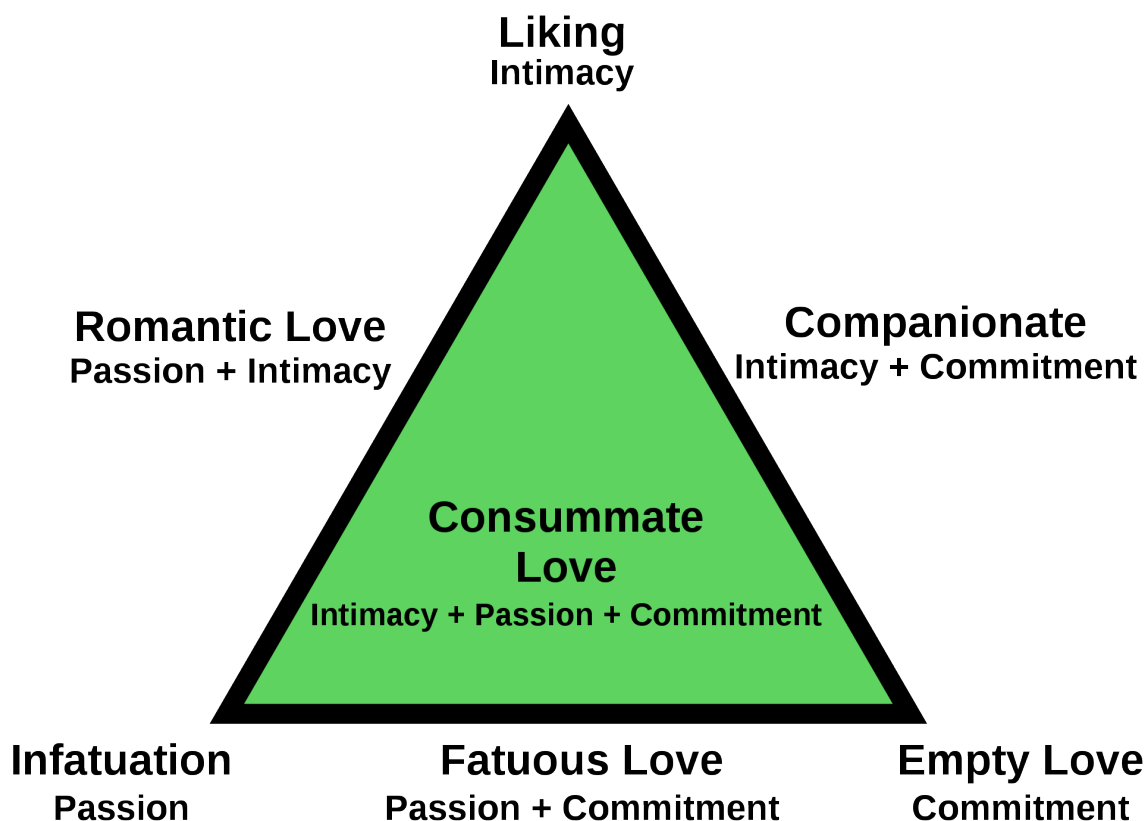 Liking
Intimacy
Romantic Love
Passion + Intimacy
Companionate
Intimacy + Commitment
Consummate
Love
Intimacy + Passion + Commitment
Infatuation
Passion
Fatuous Love
Passion + Commitment
Empty Love
Commitment